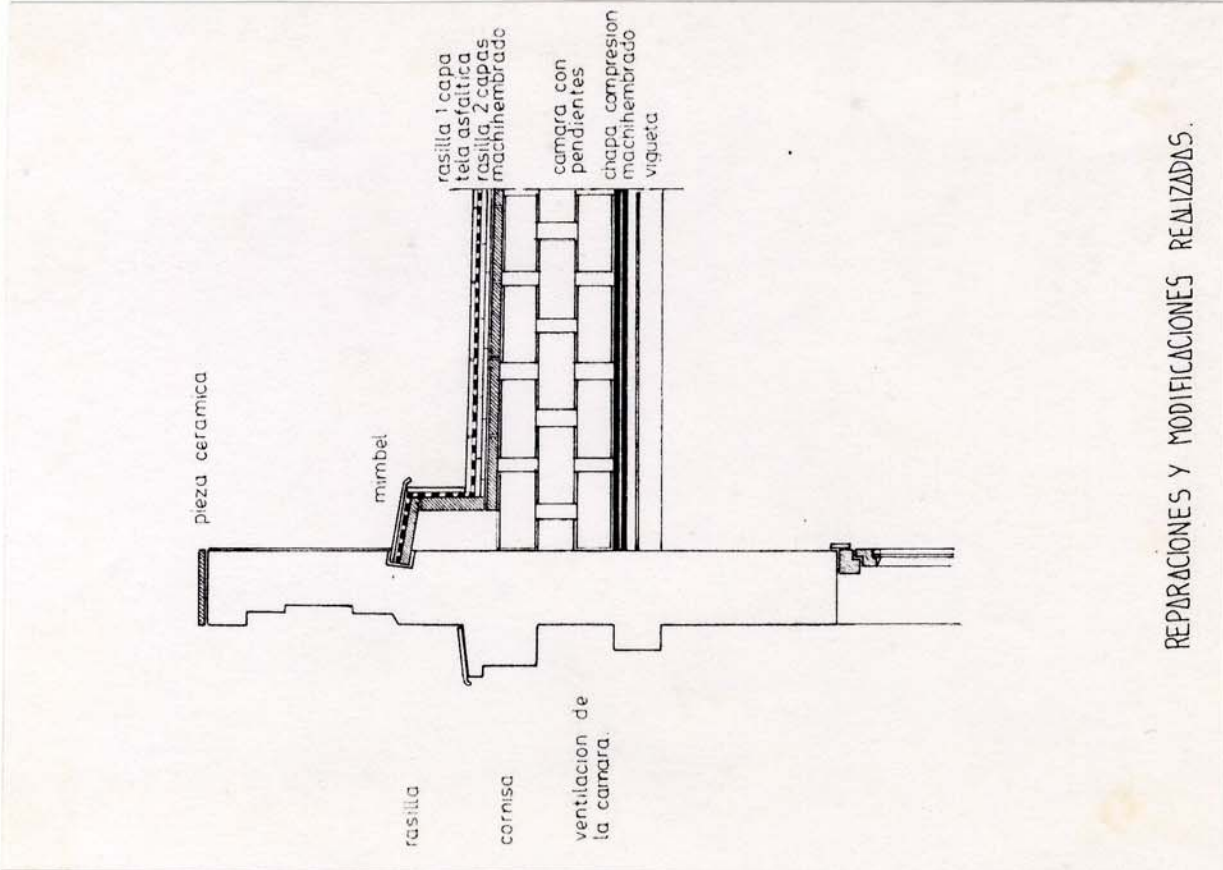 pieza ceramica
mimbel
rasilla 1 capa
tela asfaltica
rasilla, 2 capas
machihembrado
camara con
pendientes
chapa compresion
machihembrado
vigueta
rasilla
cornisa
ventilacion de
la camara.
REPARACIONES Y MODIFICACIONES REALIZADAS.